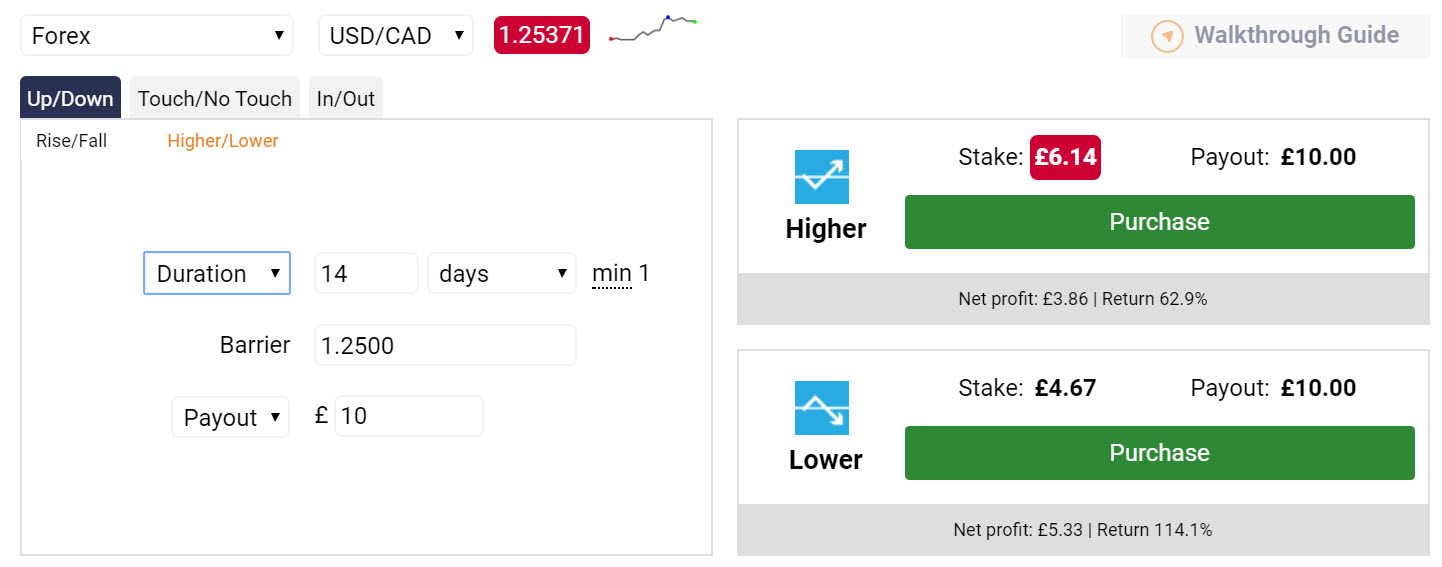 Forex USD/CAD 1.25371 Walkthrough Guide
Up/Down Touch/No Touch In/Out
Rise/Fall Higher/Lower
Duration 14 days min 1
Barrier 1.2500
Payout £ 10
Stake: £6.14 Payout: £10.00
Purchase
Higher
Net profit: £3.86 | Return 62.9%
Stake: £4.67 Payout: £10.00
Purchase
Lower
Net profit: £5.33 | Return 114.1%